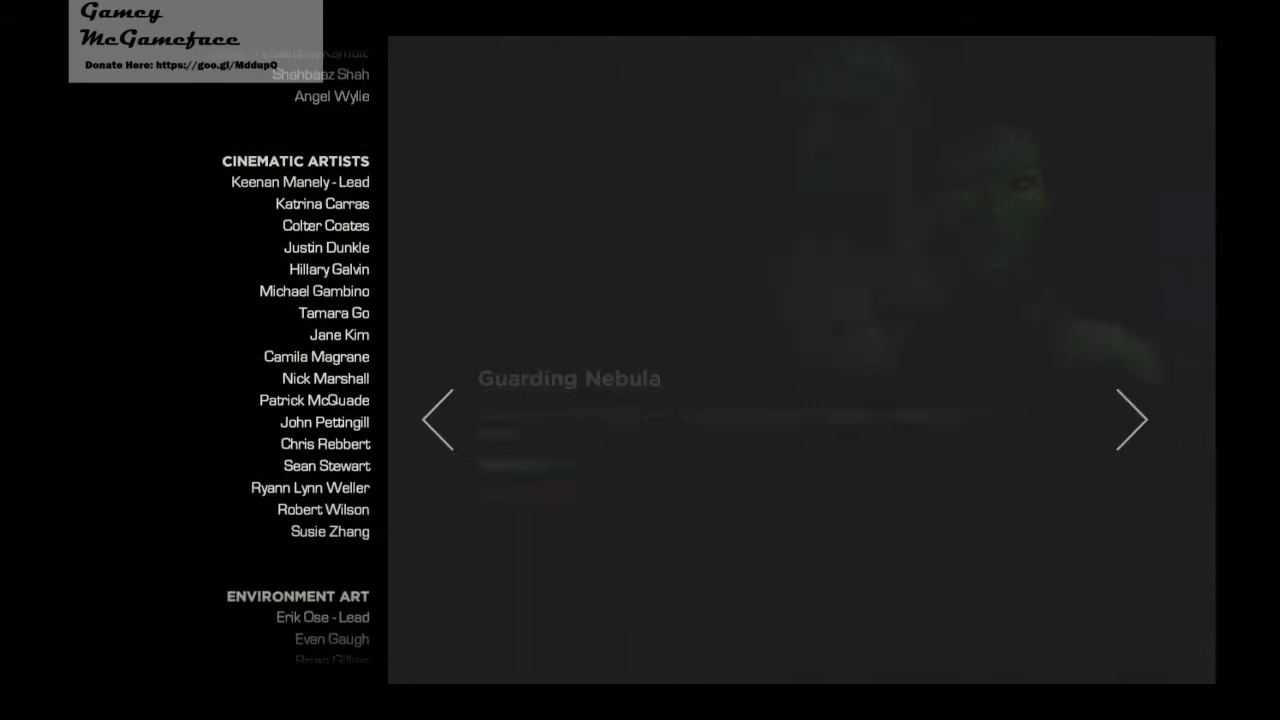 Gamey
McGameface
Donate Here: https://goo.gl/MddupQ
Shahbaaz Shah
Angel Wylie
CINEMATIC ARTISTS
Keenan Manely - Lead
Katrina Carras
Colter Coates
Justin Dunkle
Hillary Galvin
Michael Gambino
Tamara Go
Jane Kim
Camila Magrane
Nick Marshall
Patrick McQuade
John Pettingill
Chris Rebbert
Sean Stewart
Ryann Lynn Weller
Robert Wilson
Susie Zhang
ENVIRONMENT ART
Erik Ose - Lead
Evan Gaugh
Guarding Nebula